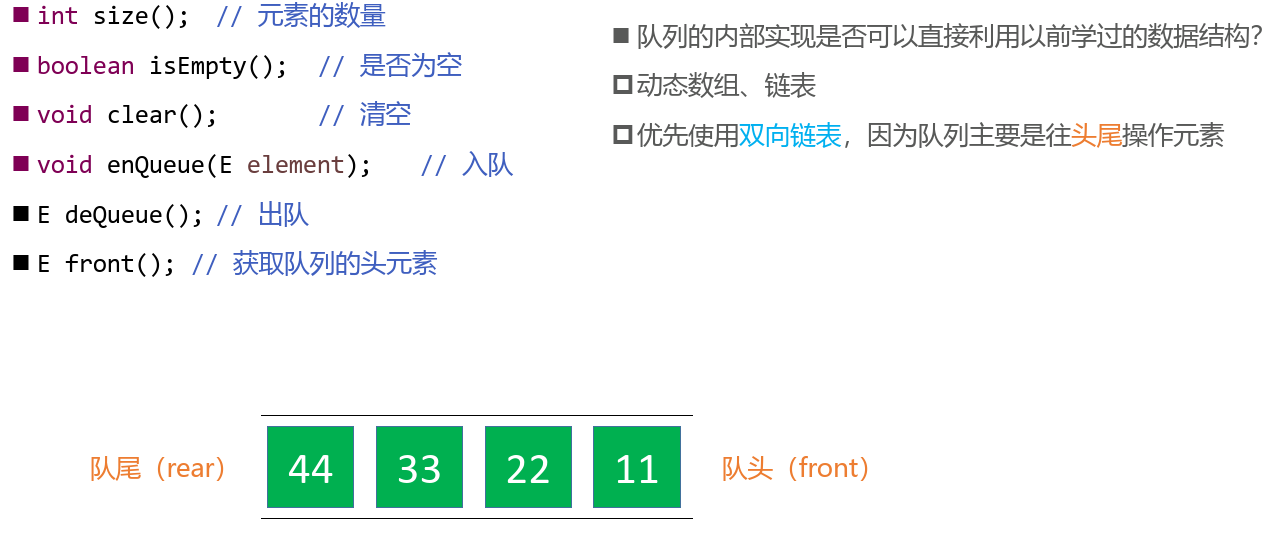 int size(); // 元素的数量
boolean isEmpty(); // 是否为空
void clear(); // 清空
void enQueue(E element); // 入队
E deQueue(); // 出队
E front(); // 获取队列的头元素
队列的内部实现是否可以直接利用以前学过的数据结构？
动态数组、链表
优先使用双向链表，因为队列主要是往头尾操作元素
队尾（rear） 44 33 22 11 队头（front）